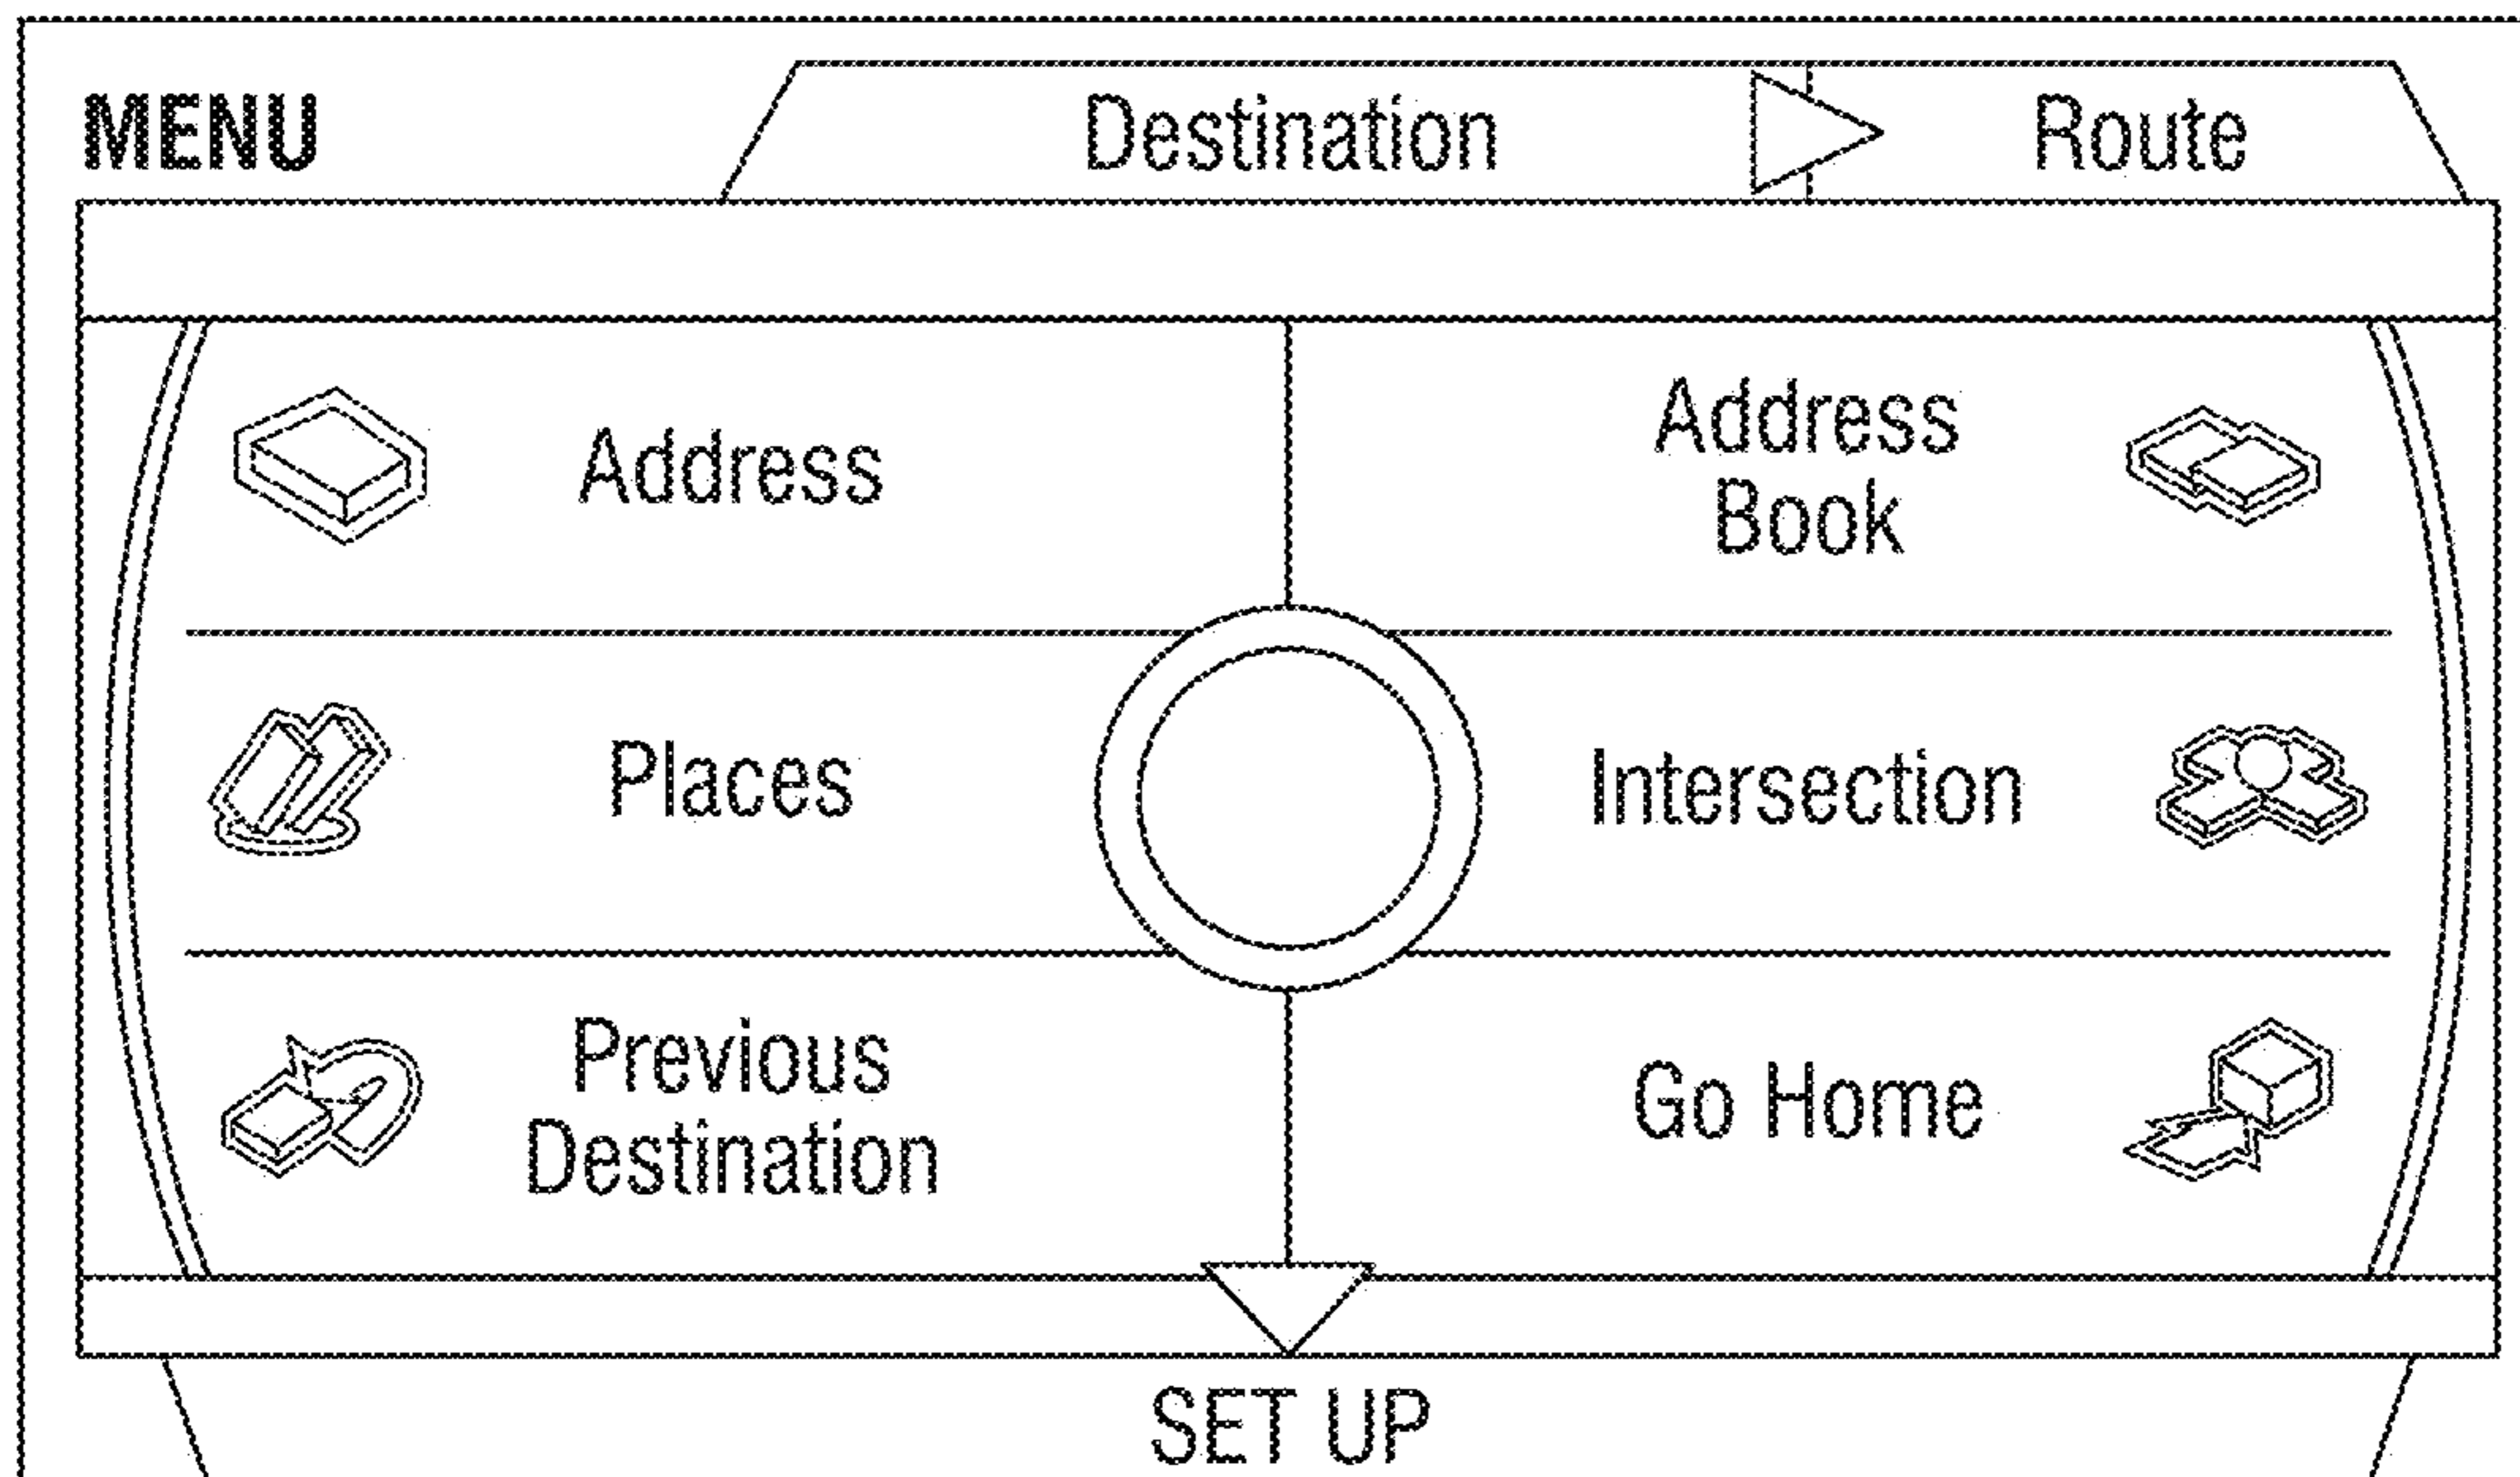 MENU
Destination
Route
Address
Address
Book
Places
Intersection
Previous
Destination
Go Home
SET UP